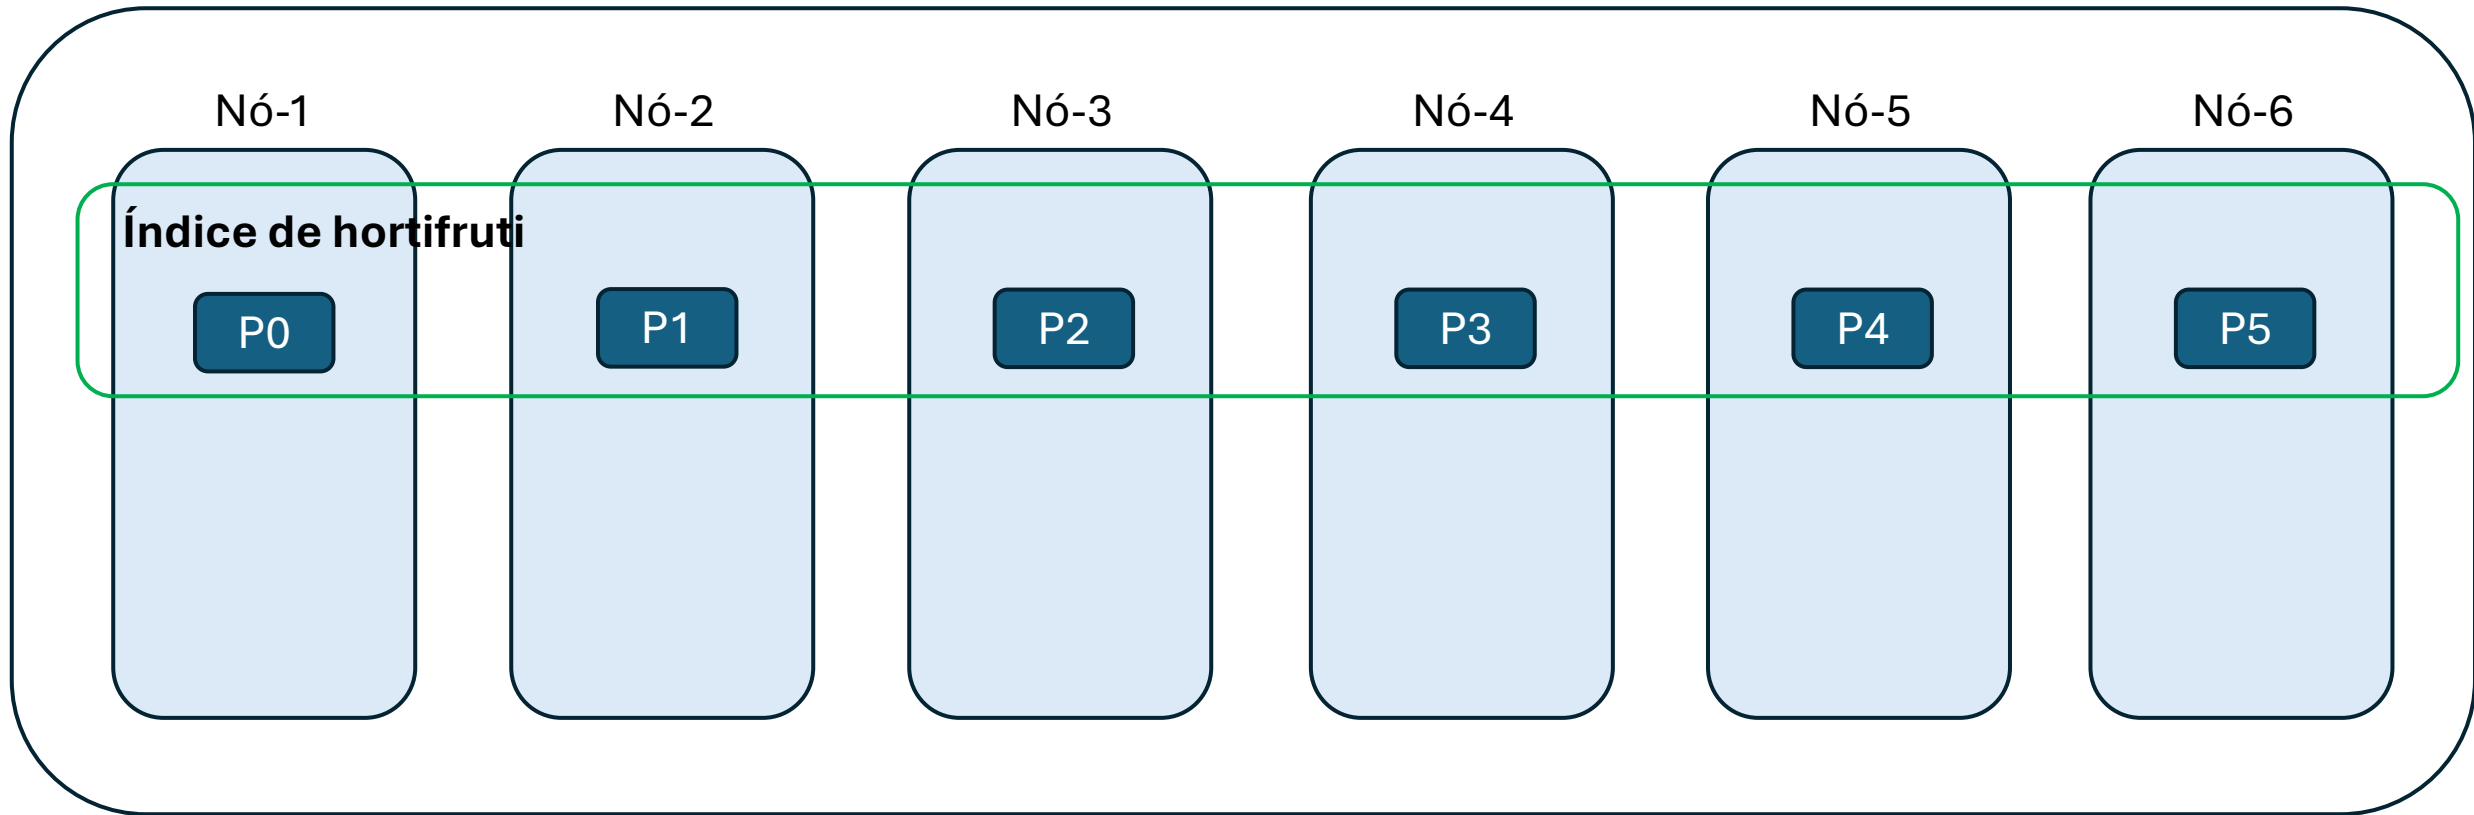 Nó-1 Nó-2 Nó-3 Nó-4 Nó-5 Nó-6
Índice de hortifruti
P0 P1 P2 P3 P4 P5